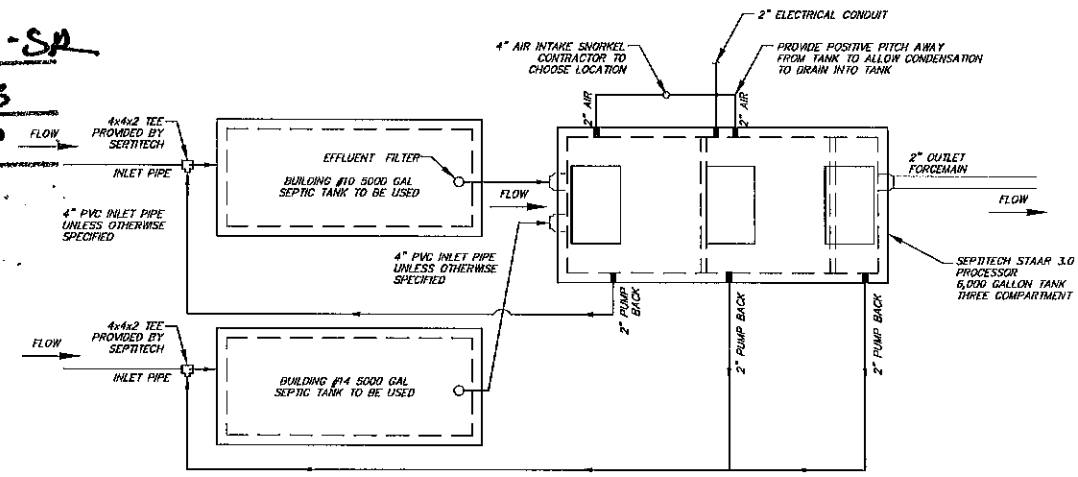 2" ELECTRICAL CONDUIT
4" AIR INTAKE SNORKEL
CONTRACTOR TO
CHOOSE LOCATION
PROVIDE POSITIVE PITCH AWAY
FROM TANK TO ALLOW CONDENSATION
TO DRAIN INTO TANK
2" AIR
2" AIR
FLOW
4x4x2 TEE
PROVIDED BY
SEPTITECH
INLET PIPE
4" PVC INLET PIPE
UNLESS OTHERWISE
SPECIFIED
EFFLUENT FILTER
BUILDING #10 5000 GAL
SEPTIC TANK TO BE USED
FLOW
4" PVC INLET PIPE
UNLESS OTHERWISE
SPECIFIED
2" OUTLET
FORCEMAIN
FLOW
SEPTITECH STAAR 3.0
PROCESSOR
6,000 GALLON TANK
THREE COMPARTMENT
2" PUMP
BACK
2" PUMP BACK
2" PUMP BACK
FLOW
4x4x2 TEE
PROVIDED BY
SEPTITECH
INLET PIPE
BUILDING #14 5000 GAL
SEPTIC TANK TO BE USED